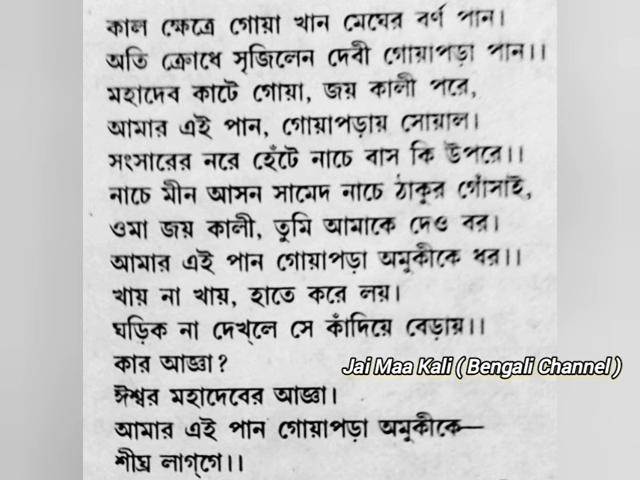 কাল ক্ষেত্রে গোয়া খান মেঘের বর্ণ পান।
অতি ক্রোধে সৃজিলেন দেবী গোয়াপড়া পান।।
মহাদেব কাটে গোয়া, জয় কালী পরে,
আমার এই পান, গোয়াপড়ায় সোয়াল।
সংসারের নরে হেঁটে নাচে বাস কি উপরে।।
নাচে মীন আসন সামেদ নাচে ঠাকুর গোঁসাই,
ওমা জয় কালী, তুমি আমাকে দেও বর।
আমার এই পান গোয়াপড়া অমুকীকে ধর।।
খায় না খায়, হাতে করে লয়।
ঘড়িক না দেখ্‌লে সে কাঁদিয়ে বেড়ায়।।
কার আজ্ঞা?
Jai Maa Kali ( Bengali Channel )
ঈশ্বর মহাদেবের আজ্ঞা।
আমার এই পান গোয়াপড়া অমুকীকে—
শীঘ্র লাগ্‌গে।।